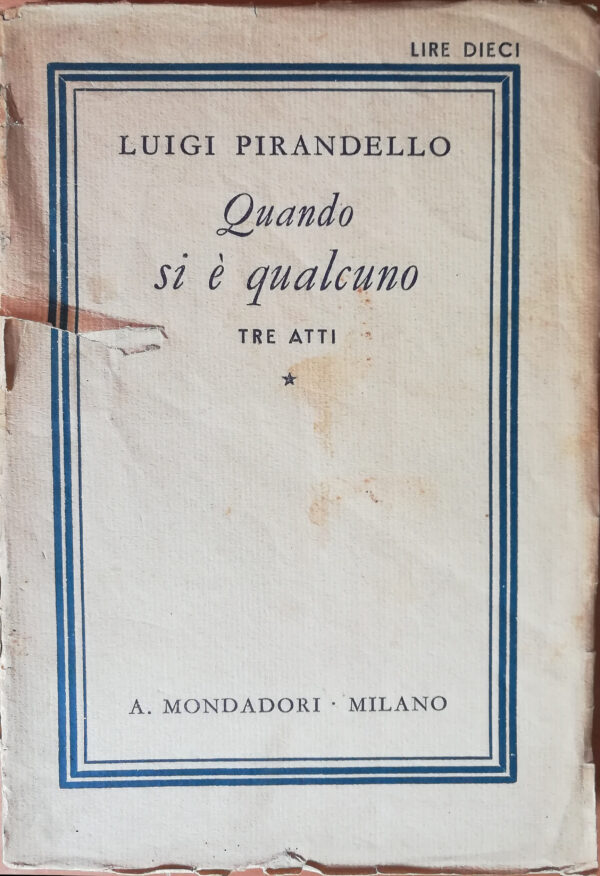 LIRE DIECI
LUIGI PIRANDELLO
Quando
si è qualcuno
TRE ATTI
A. MONDADORI · MILANO